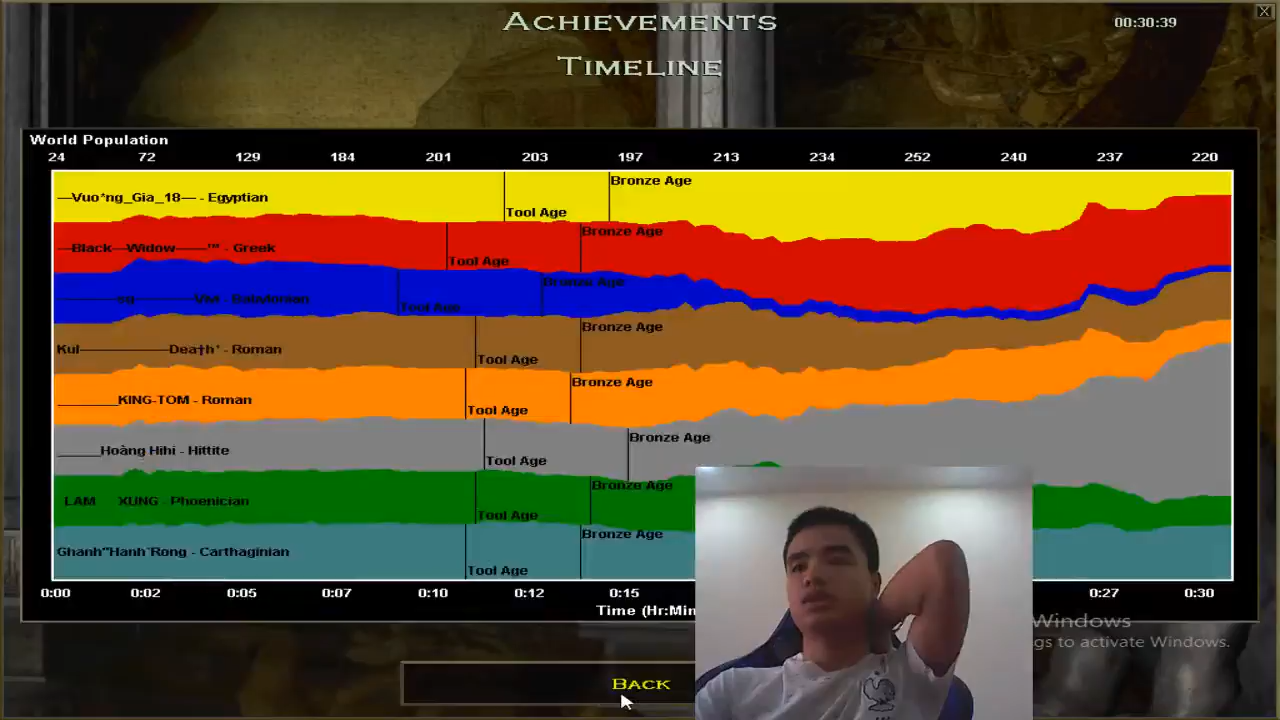 ACHIEVEMENTS
00:30:39
TIMELINE
World Population
24 72 129 184 201 203 197 213 234 252 240 237 220
Bronze Age
—Vuo*ng_Gia_18— - Egyptian
Tool Age
Bronze Age
—Black—Widow——™ - Greek
Tool Age
Bronze Age
- Babylonian
Tool Age
Bronze Age
Kul————————Dea†h* - Roman
Tool Age
Bronze Age
______KING-TOM - Roman
Tool Age
Bronze Age
____Hoàng Hihi - Hittite
Tool Age
Bronze Age
LAM XUNG - Phoenician
Tool Age
Bronze Age
Ghanh"Hanh*Rong - Carthaginian
Tool Age
0:00 0:02 0:05 0:07 0:10 0:12 0:15 0:27 0:30
Time (Hr:Min
Windows
gs to activate Windows.
BACK